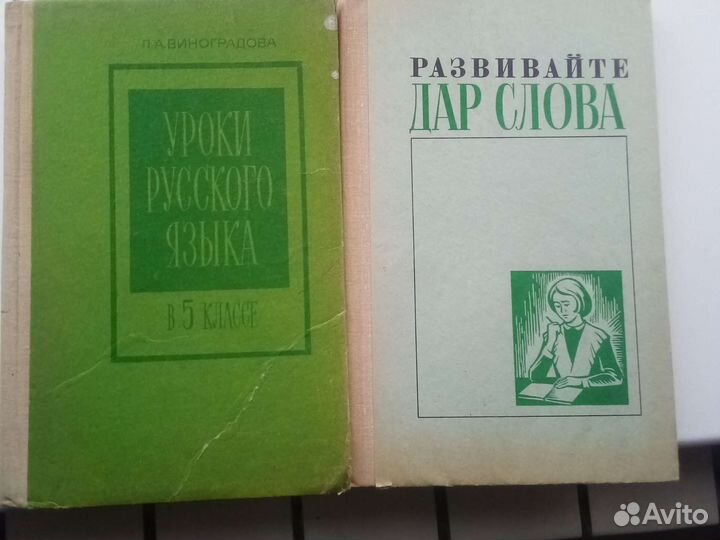 Л.А.ВИНОГРАДОВА
УРОКИ
РУССКОГО
ЯЗЫКА
В 5 КЛАССЕ
РАЗВИВАЙТЕ
ДАР СЛОВА
Avito